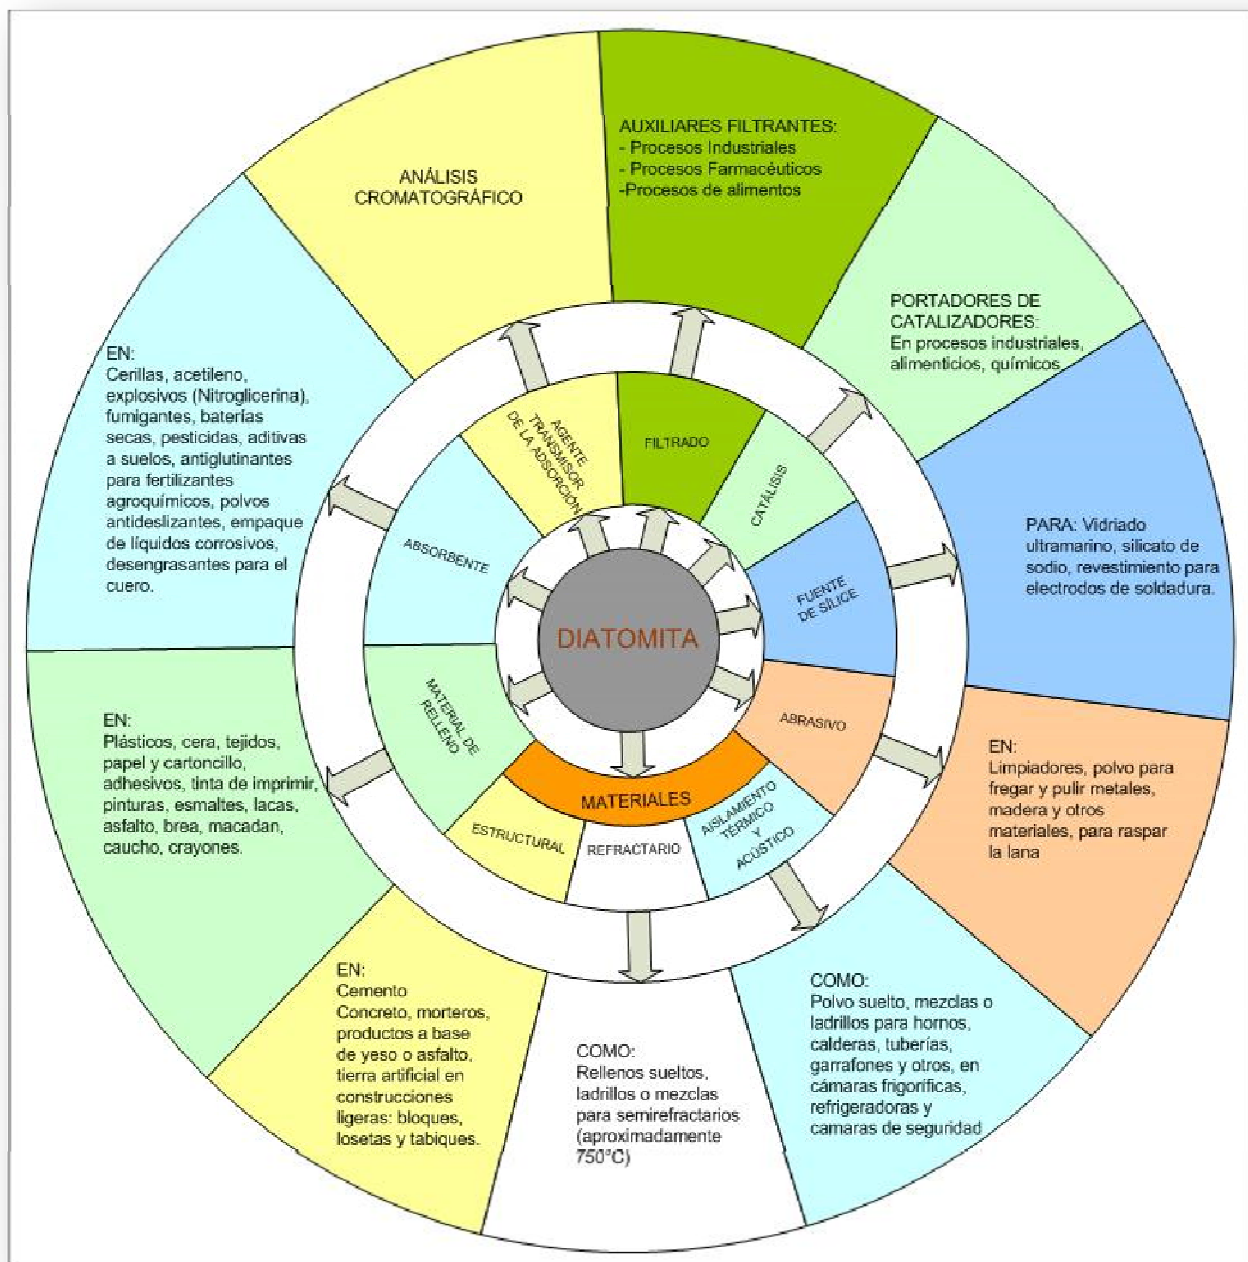 ANÁLISIS
CROMATOGRÁFICO
AUXILIARES FILTRANTES:
- Procesos Industriales
- Procesos Farmacéuticos
-Procesos de alimentos
PORTADORES DE
CATALIZADORES:
En procesos industriales,
alimenticios, químicos
PARA: Vidriado
ultramarino, silicato de
sodio, revestimiento para
electrodos de soldadura.
EN:
Limpiadores, polvo para
fregar y pulir metales,
madera y otros
materiales, para raspar
la lana
COMO:
Polvo suelto, mezclas o
ladrillos para hornos,
calderas, tuberías,
garrafones y otros, en
cámaras frigoríficas,
refrigeradoras y
camaras de seguridad
COMO:
Rellenos sueltos,
ladrillos o mezclas
para semirefractarios
(aproximadamente
750°C)
EN:
Cemento
Concreto, morteros,
productos a base
de yeso o asfalto,
tierra artificial en
construcciones
ligeras: bloques,
losetas y tabiques.
EN:
Plásticos, cera, tejidos,
papel y cartoncillo,
adhesivos, tinta de imprimir,
pinturas, esmaltes, lacas,
asfalto, brea, macadan,
caucho, crayones.
EN:
Cerillas, acetileno,
explosivos (Nitroglicerina),
fumigantes, baterías
secas, pesticidas, aditivas
a suelos, antiglutinantes
para fertilizantes
agroquímicos, polvos
antideslizantes, empaque
de líquidos corrosivos,
desengrasantes para el
cuero.
AGENTE
TRANSMISOR
DE LA ADSORCIÓN
FILTRADO
CATÁLISIS
FUENTE
DE SÍLICE
ABRASIVO
AISLAMIENTO
TÉRMICO
Y
ACÚSTICO
REFRACTARIO
ESTRUCTURAL
MATERIAL DE
RELLENO
ABSORBENTE
MATERIALES
DIATOMITA